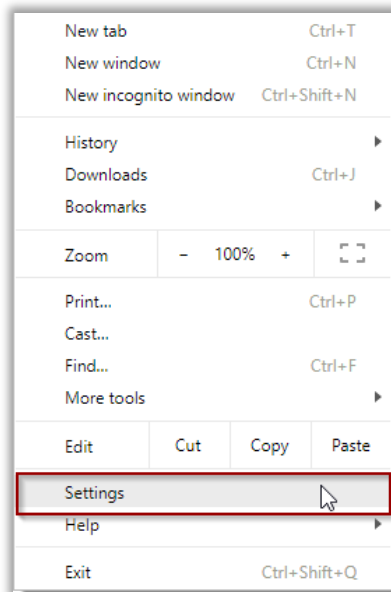 New tab Ctrl+T
New window Ctrl+N
New incognito window Ctrl+Shift+N
History
Downloads Ctrl+J
Bookmarks
Zoom − 100% +
Print... Ctrl+P
Cast...
Find... Ctrl+F
More tools
Edit Cut Copy Paste
Settings
Help
Exit Ctrl+Shift+Q